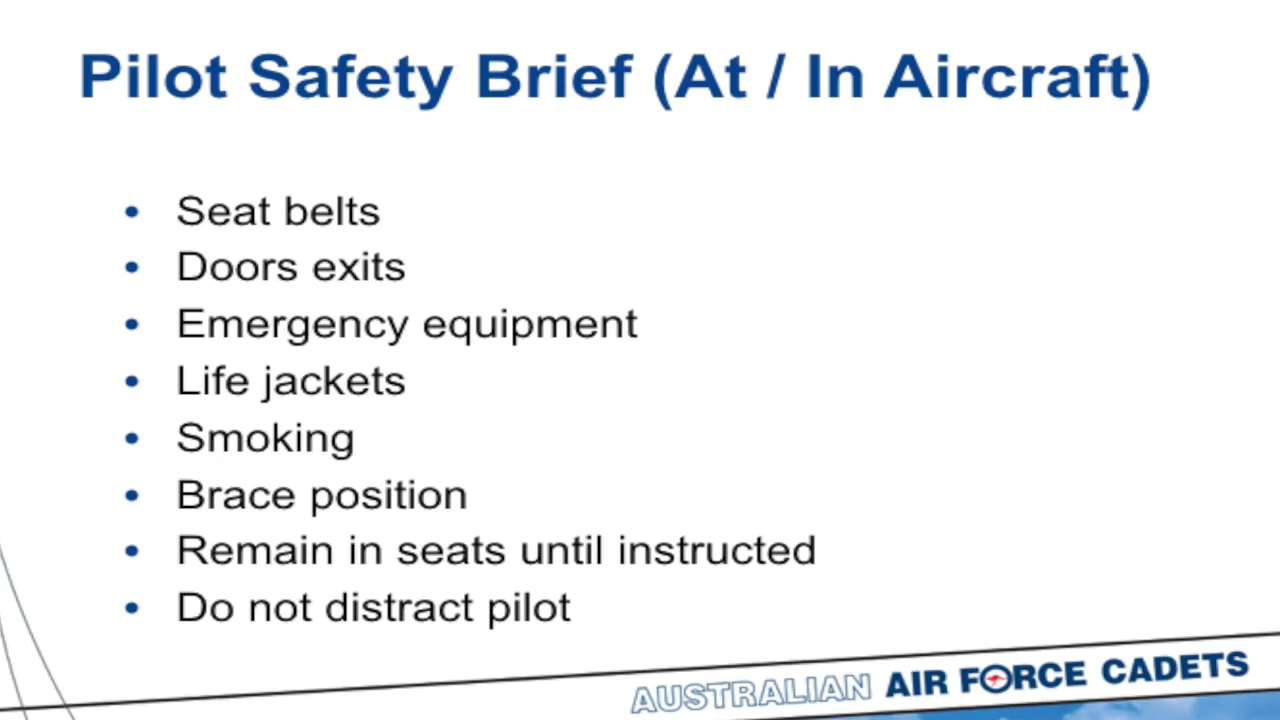 Pilot Safety Brief (At / In Aircraft)
• Seat belts
• Doors exits
• Emergency equipment
• Life jackets
• Smoking
• Brace position
• Remain in seats until instructed
• Do not distract pilot
AUSTRALIAN AIR FORCE CADETS